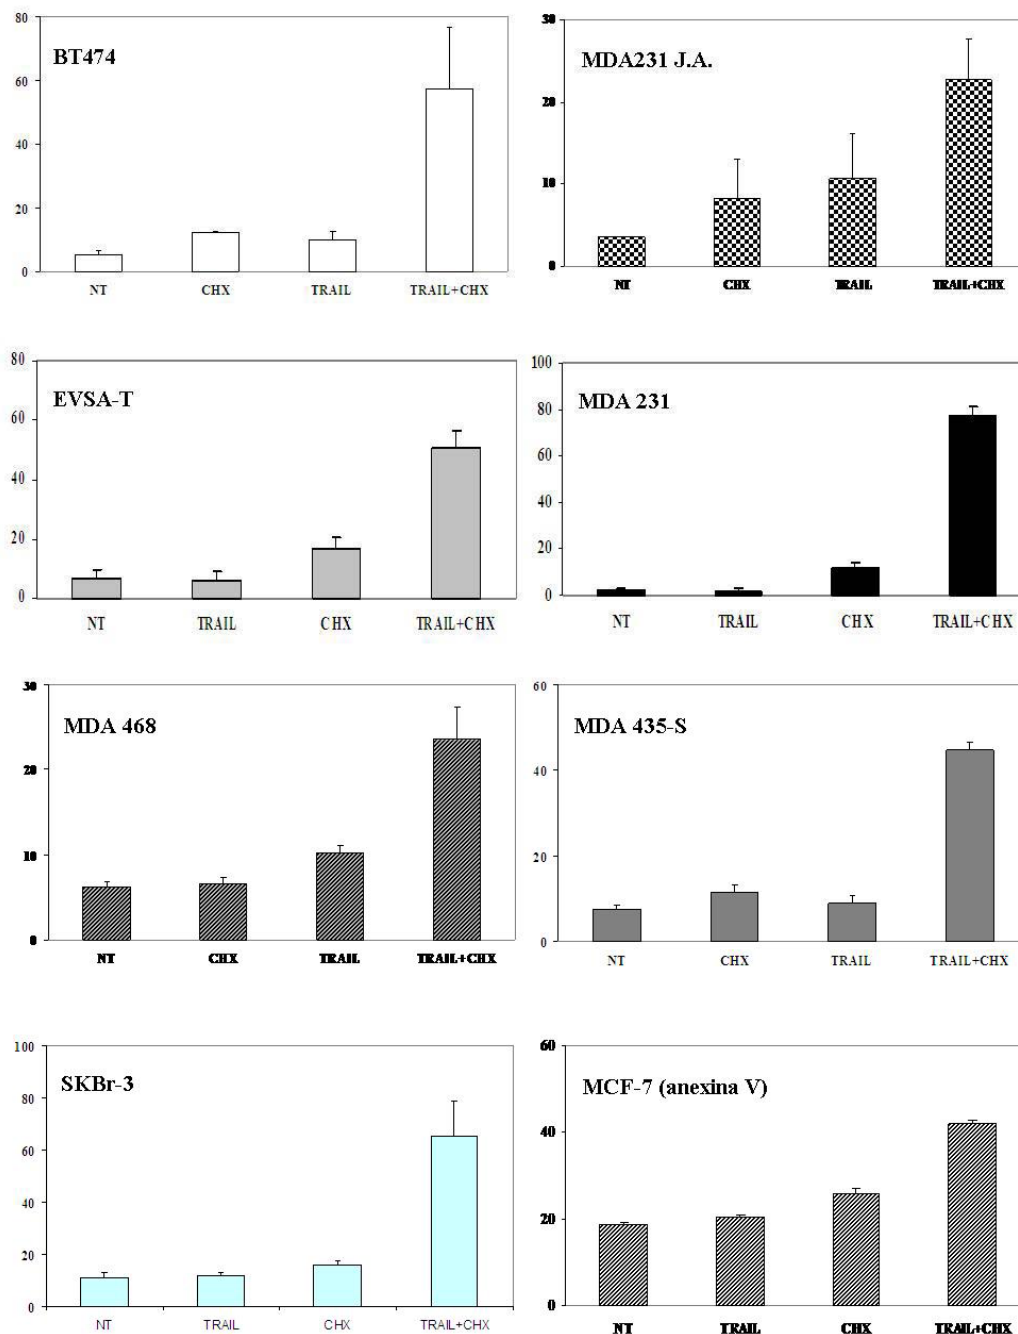 BT474
80
60
40
20
0
NT CHX TRAIL TRAIL+CHX
MDA231 J.A.
30
20
10
0
NT CHX TRAIL TRAIL+CHX
EVSA-T
80
60
40
20
0
NT TRAIL CHX TRAIL+CHX
MDA 231
100
80
60
40
20
0
NT TRAIL CHX TRAIL+CHX
MDA 468
30
20
10
0
NT CHX TRAIL TRAIL+CHX
MDA 435-S
60
40
20
0
NT CHX TRAIL TRAIL+CHX
SKBr-3
100
80
60
40
20
0
NT TRAIL CHX TRAIL+CHX
MCF-7 (anexina V)
60
40
20
0
NT TRAIL CHX TRAIL+CHX